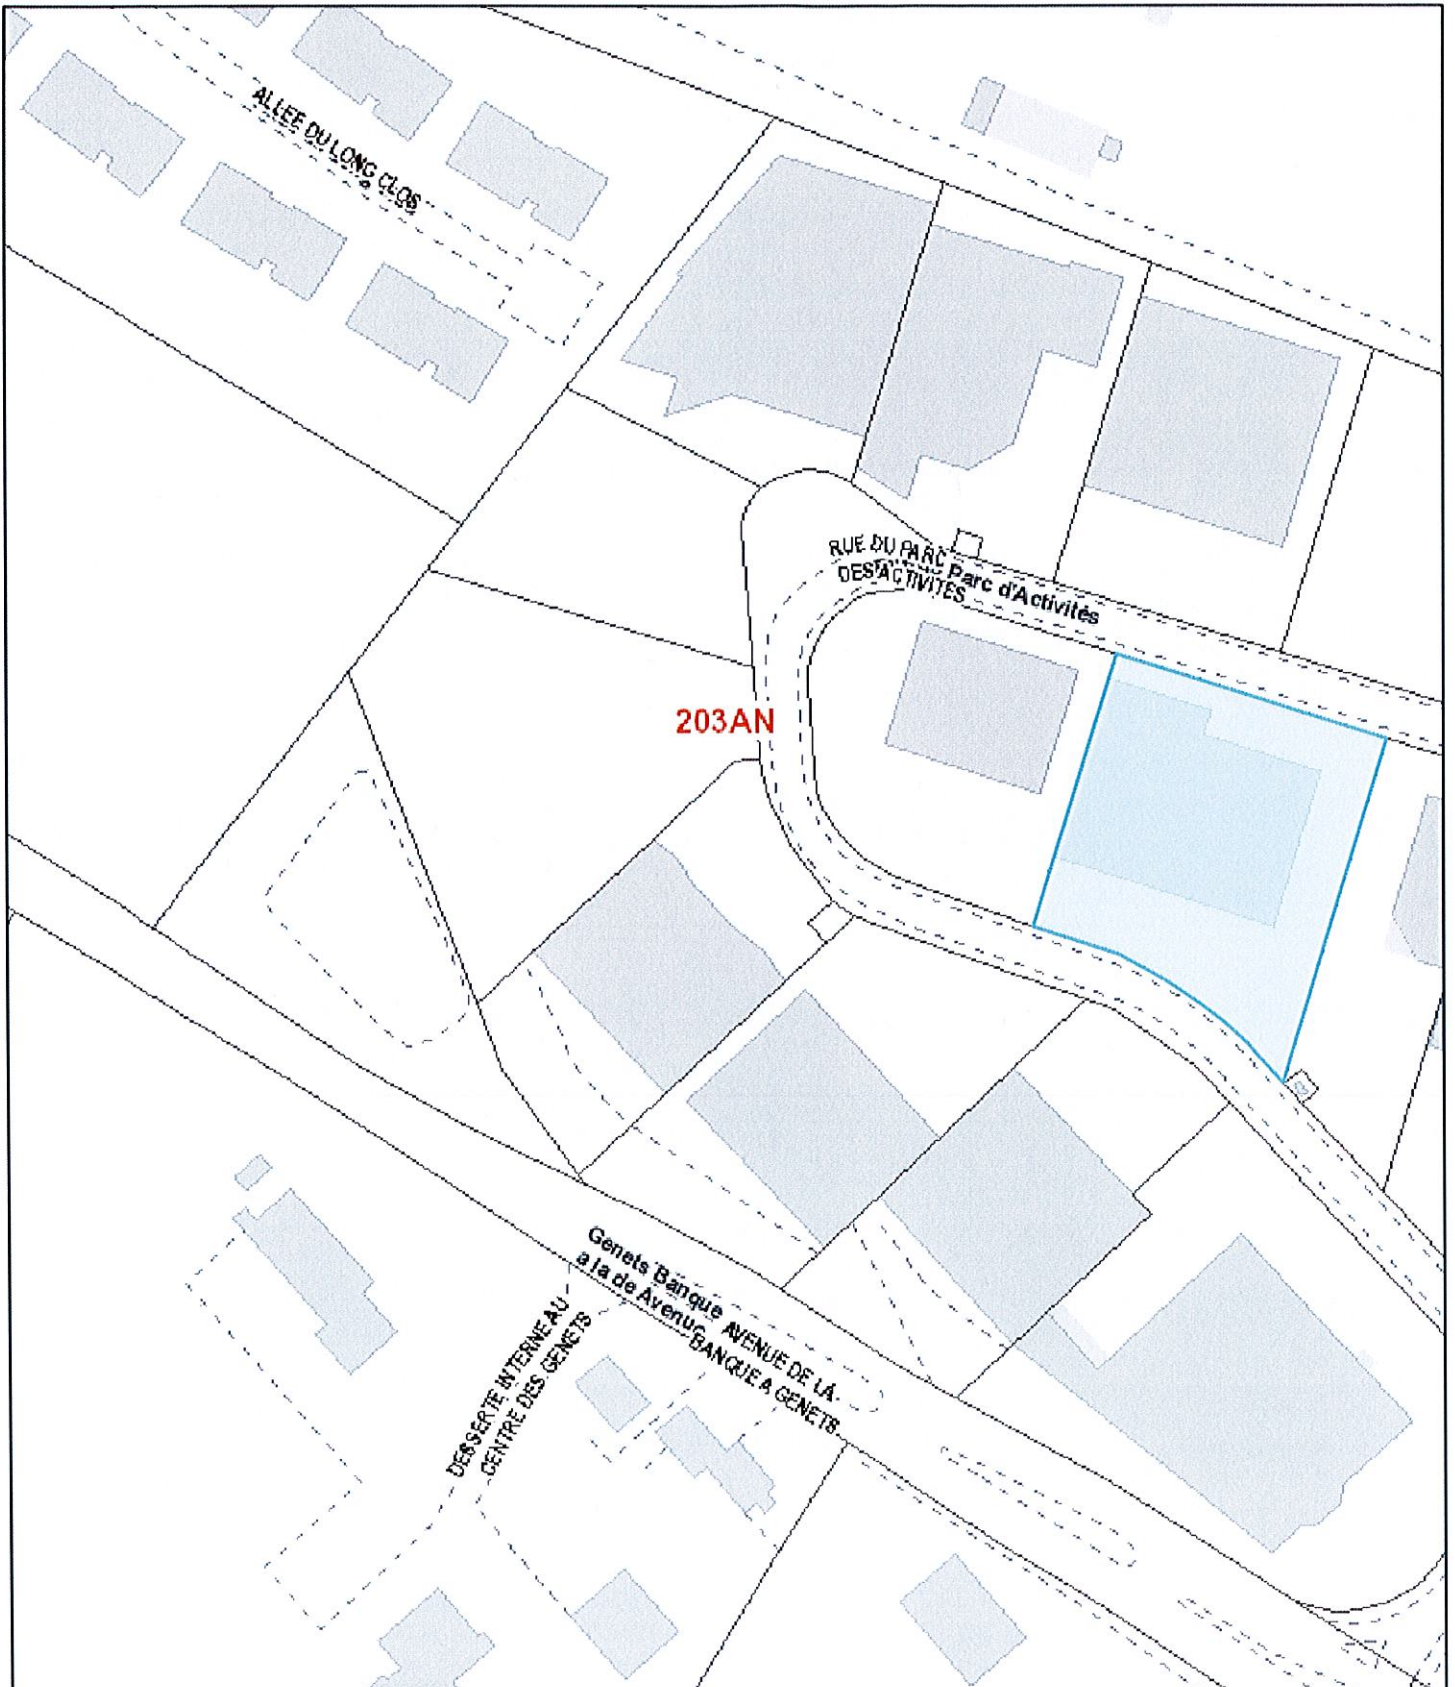 ALLEE DU LONG CLOS
RUE DU PARC
DES ACTIVITES
Parc d'Activités
203AN
Genets Banque
a la de Avenue
AVENUE DE LA
BANQUE A GENETS
DESSERTE INTERNE AU
CENTRE DES GENETS